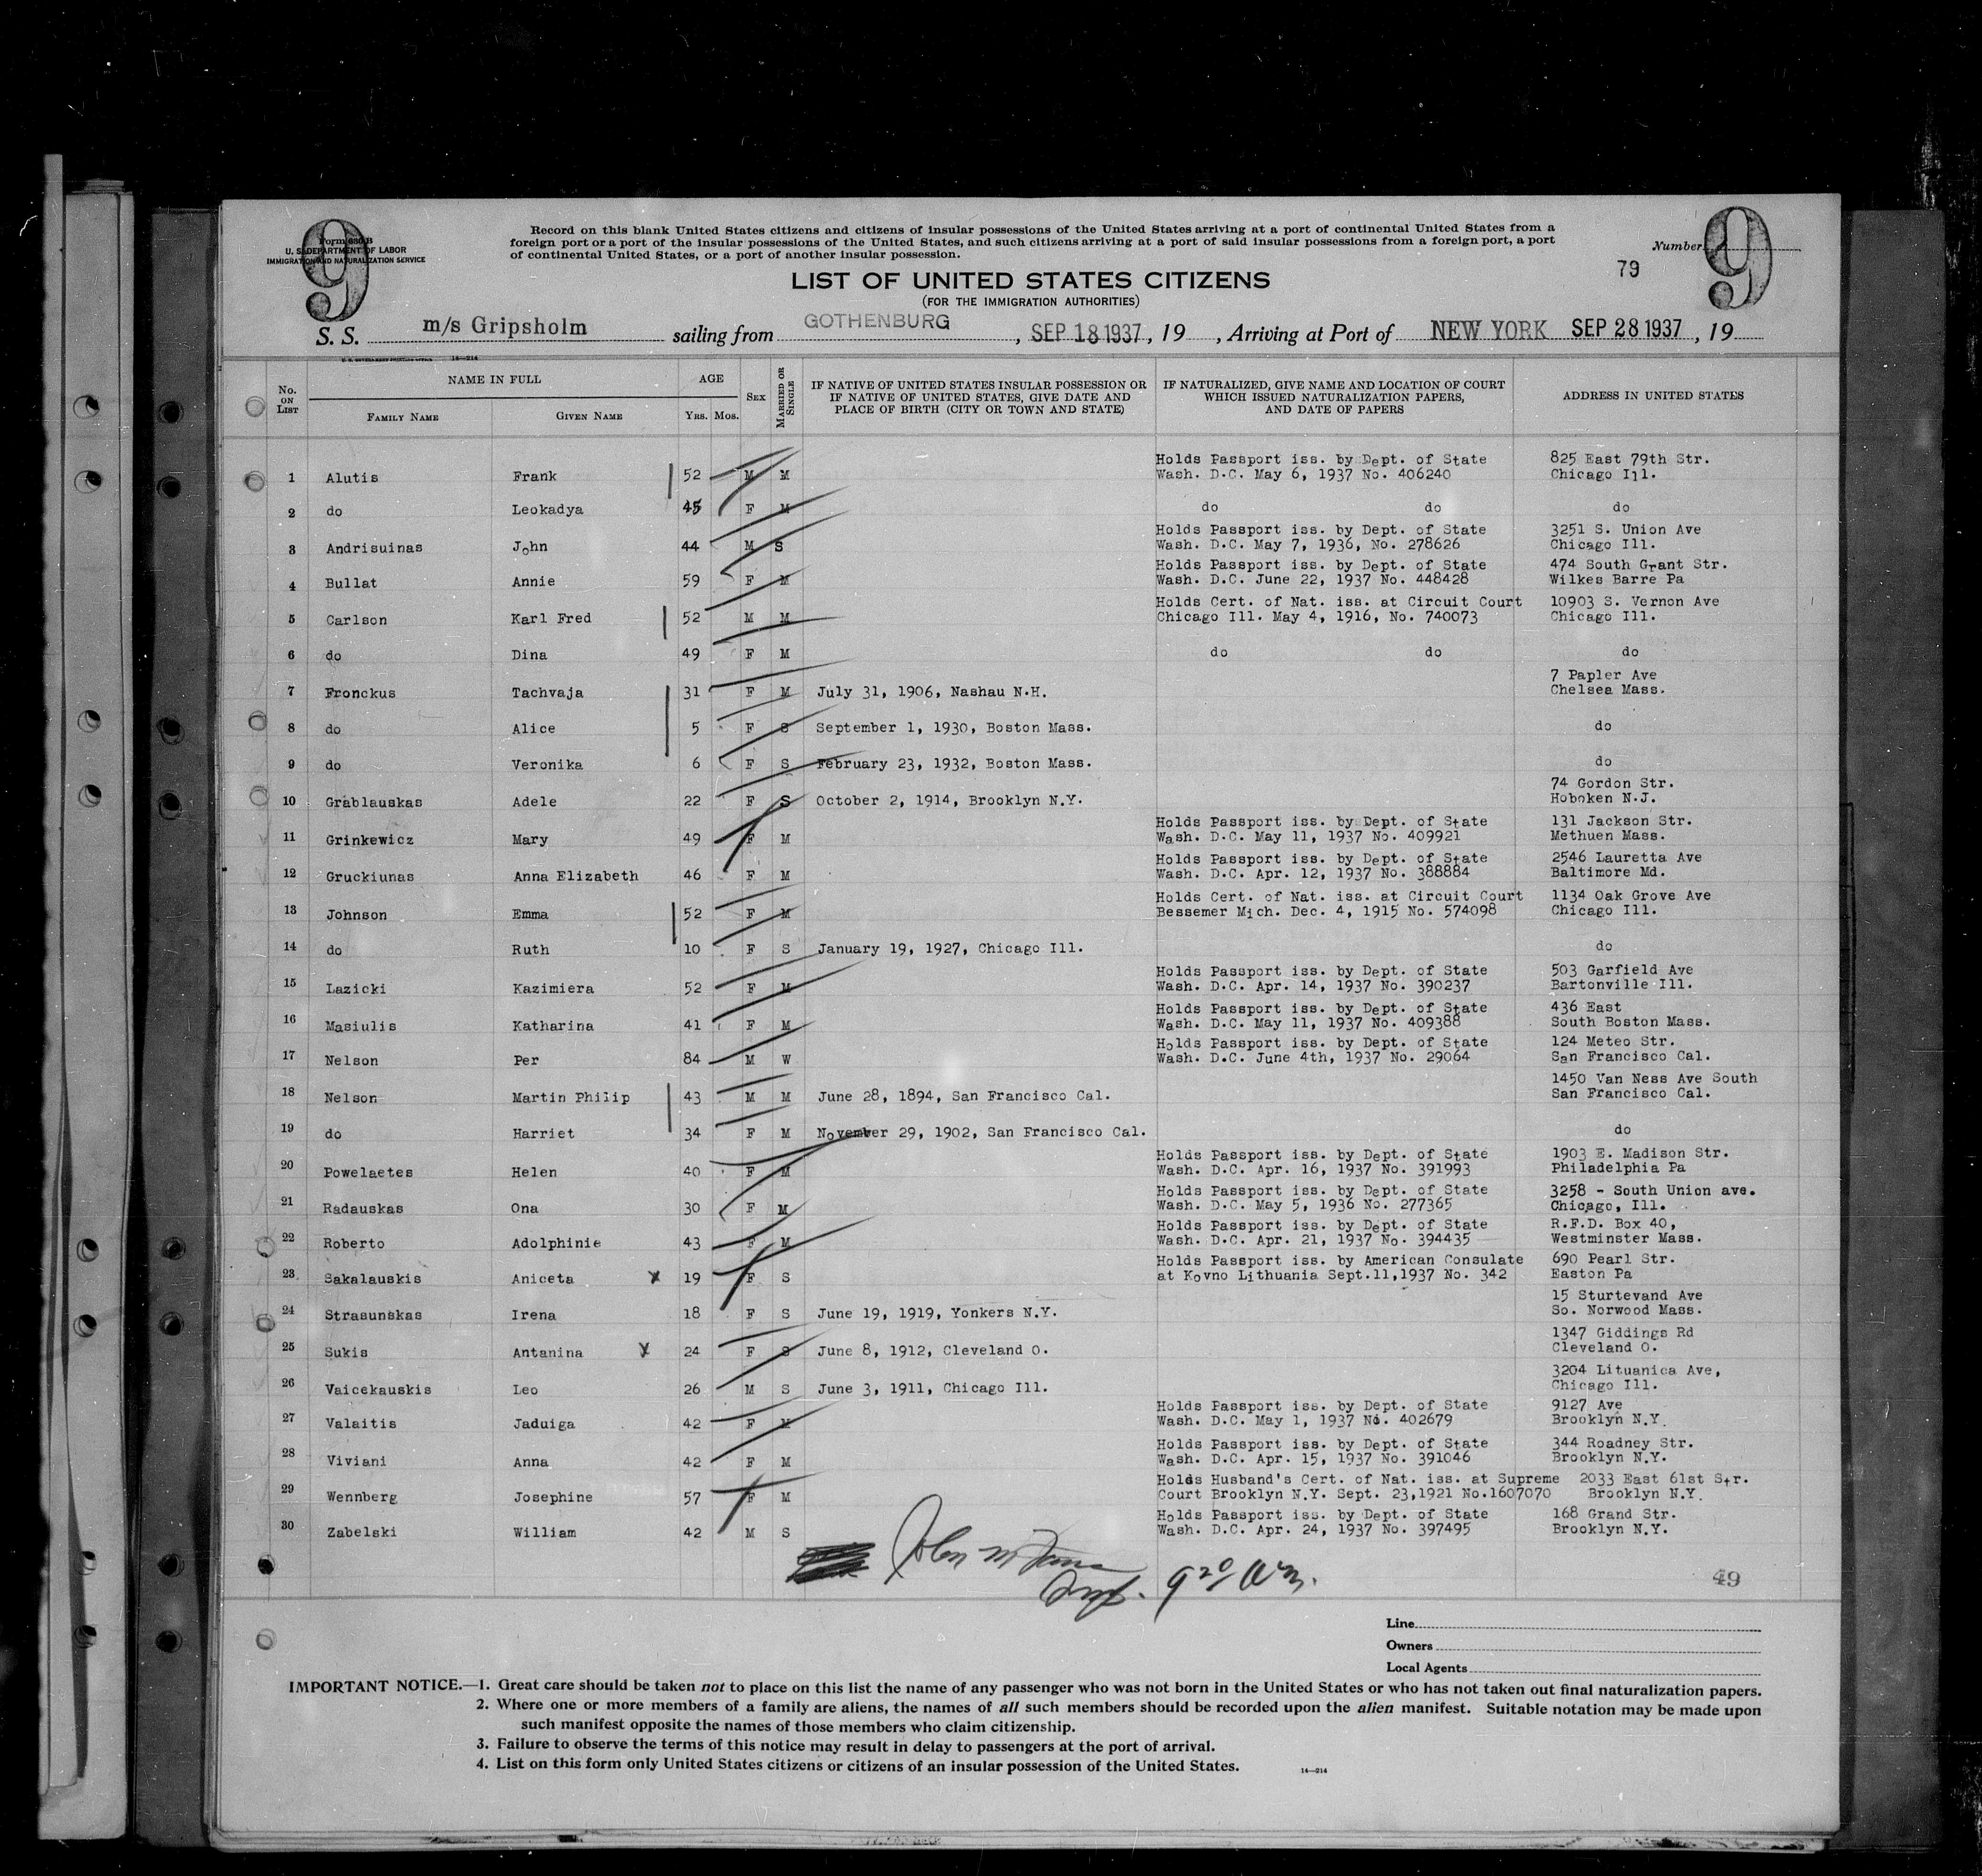 9
9
Form 630 B
U. S. DEPARTMENT OF LABOR
IMMIGRATION AND NATURALIZATION SERVICE
Record on this blank United States citizens and citizens of insular possessions of the United States arriving at a port of continental United States from a
foreign port or a port of the insular possessions of the United States, and such citizens arriving at a port of said insular possessions from a foreign port, a port
of continental United States, or a port of another insular possession.
Number
79
LIST OF UNITED STATES CITIZENS
(FOR THE IMMIGRATION AUTHORITIES)
S. S. m/s Gripsholm sailing from GOTHENBURG , SEP 18 1937 , 19 , Arriving at Port of NEW YORK SEP 28 1937 , 19
U. S. GOVERNMENT PRINTING OFFICE 14—214
No. ON LIST NAME IN FULL AGE SEX MARRIED OR SINGLE IF NATIVE OF UNITED STATES INSULAR POSSESSION OR IF NATIVE OF UNITED STATES, GIVE DATE AND PLACE OF BIRTH (CITY OR TOWN AND STATE) IF NATURALIZED, GIVE NAME AND LOCATION OF COURT WHICH ISSUED NATURALIZATION PAPERS, AND DATE OF PAPERS ADDRESS IN UNITED STATES
FAMILY NAME GIVEN NAME YRS. MOS.
Holds Passport iss. by Dept. of State 825 East 79th Str.
1 Alutis Frank 52 M M Wash. D.C. May 6, 1937 No. 406240 Chicago Ill.
2 do Leokadya 45 F M do do do
Holds Passport iss. by Dept. of State 3251 S. Union Ave
3 Andrisuinas John 44 M S Wash. D.C. May 7, 1936, No. 278626 Chicago Ill.
Holds Passport iss. by Dept. of State 474 South Grant Str.
4 Bullat Annie 59 F M Wash. D.C. June 22, 1937 No. 448428 Wilkes Barre Pa
Holds Cert. of Nat. iss. at Circuit Court 10903 S. Vernon Ave
5 Carlson Karl Fred 52 M M Chicago Ill. May 4, 1916, No. 740073 Chicago Ill.
6 do Dina 49 F M do do do
7 Papler Ave
7 Fronckus Tachvaja 31 F M July 31, 1906, Nashau N.H. Chelsea Mass.
8 do Alice 5 F S September 1, 1930, Boston Mass. do
9 do Veronika 6 F S February 23, 1932, Boston Mass. do
74 Gordon Str.
10 Grablauskas Adele 22 F S October 2, 1914, Brooklyn N.Y. Hoboken N.J.
Holds Passport iss. by Dept. of State 131 Jackson Str.
11 Grinkewicz Mary 49 F M Wash. D.C. May 11, 1937 No. 409921 Methuen Mass.
Holds Passport iss. by Dept. of State 2546 Lauretta Ave
12 Gruckiunas Anna Elizabeth 46 F M Wash. D.C. Apr. 12, 1937 No. 388884 Baltimore Md.
Holds Cert. of Nat. iss. at Circuit Court 1134 Oak Grove Ave
13 Johnson Emma 52 F M Bessemer Mich. Dec. 4, 1915 No. 574098 Chicago Ill.
14 do Ruth 10 F S January 19, 1927, Chicago Ill. do
Holds Passport iss. by Dept. of State 503 Garfield Ave
15 Lazicki Kazimiera 52 F M Wash. D.C. Apr. 14, 1937 No. 390237 Bartonville Ill.
Holds Passport iss. by Dept. of State 436 East
16 Masiulis Katharina 41 F M Wash. D.C. May 11, 1937 No. 409388 South Boston Mass.
Holds Passport iss. by Dept. of State 124 Meteo Str.
17 Nelson Per 84 M W Wash. D.C. June 4th, 1937 No. 29064 San Francisco Cal.
1450 Van Ness Ave South
18 Nelson Martin Philip 43 M M June 28, 1894, San Francisco Cal. San Francisco Cal.
19 do Harriet 34 F M November 29, 1902, San Francisco Cal. do
Holds Passport iss. by Dept. of State 1903 E. Madison Str.
20 Powelaetes Helen 40 F M Wash. D.C. Apr. 16, 1937 No. 391993 Philadelphia Pa
Holds Passport iss. by Dept. of State 3258 - South Union ave.
21 Radauskas Ona 30 F M Wash. D.C. May 5, 1936 No. 277365 Chicago, Ill.
Holds Passport iss. by Dept. of State R.F.D. Box 40,
22 Roberto Adolphinie 43 F M Wash. D.C. Apr. 21, 1937 No. 394435 Westminster Mass.
Holds Passport iss. by American Consulate 690 Pearl Str.
23 Sakalauskis Aniceta x 19 F S at Kovno Lithuania Sept.11,1937 No. 342 Easton Pa
15 Sturtevand Ave
24 Strasunskas Irena 18 F S June 19, 1919, Yonkers N.Y. So. Norwood Mass.
1347 Giddings Rd
25 Sukis Antanina x 24 F S June 8, 1912, Cleveland O. Cleveland O.
3204 Lituanica Ave,
26 Vaicekauskis Leo 26 M S June 3, 1911, Chicago Ill. Chicago Ill.
Holds Passport iss. by Dept. of State 9127 Ave
27 Valaitis Jaduiga 42 F M Wash. D.C. May 1, 1937 No. 402679 Brooklyn N.Y.
Holds Passport iss. by Dept. of State 344 Roadney Str.
28 Viviani Anna 42 F M Wash. D.C. Apr. 15, 1937 No. 391046 Brooklyn N.Y.
Holds Husband's Cert. of Nat. iss. at Supreme 2033 East 61st Str.
29 Wennberg Josephine 57 F M Court Brooklyn N.Y. Sept. 23,1921 No.1607070 Brooklyn N.Y.
Holds Passport iss. by Dept. of State 168 Grand Str.
30 Zabelski William 42 M S Wash. D.C. Apr. 24, 1937 No. 397495 Brooklyn N.Y.
John
Insp. 9 20 am.
49
Line
Owners
Local Agents
IMPORTANT NOTICE.—1. Great care should be taken not to place on this list the name of any passenger who was not born in the United States or who has not taken out final naturalization papers.
2. Where one or more members of a family are aliens, the names of all such members should be recorded upon the alien manifest. Suitable notation may be made upon
such manifest opposite the names of those members who claim citizenship.
3. Failure to observe the terms of this notice may result in delay to passengers at the port of arrival.
4. List on this form only United States citizens or citizens of an insular possession of the United States. 14—214